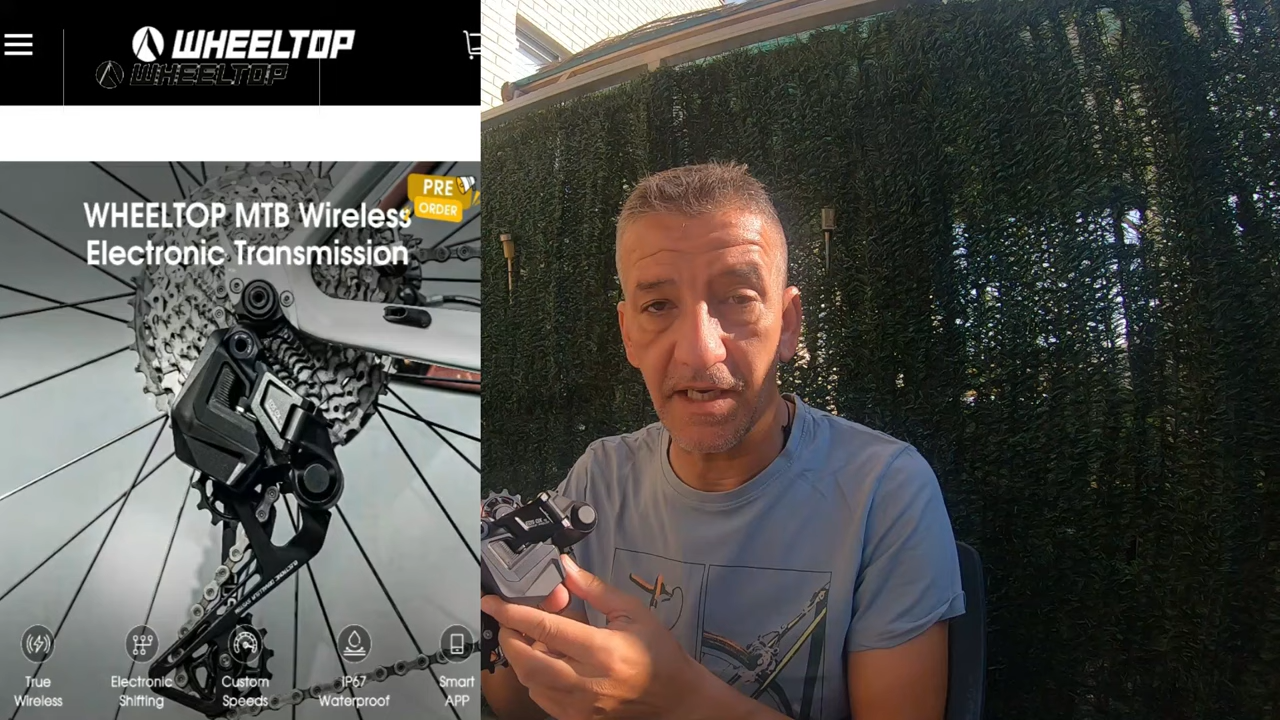 WHEELTOP
WHEELTOP
PRE
ORDER
WHEELTOP MTB Wireless
Electronic Transmission
True
Wireless
Electronic
Shifting
Custom
Speeds
IP67
Waterproof
Smart
APP